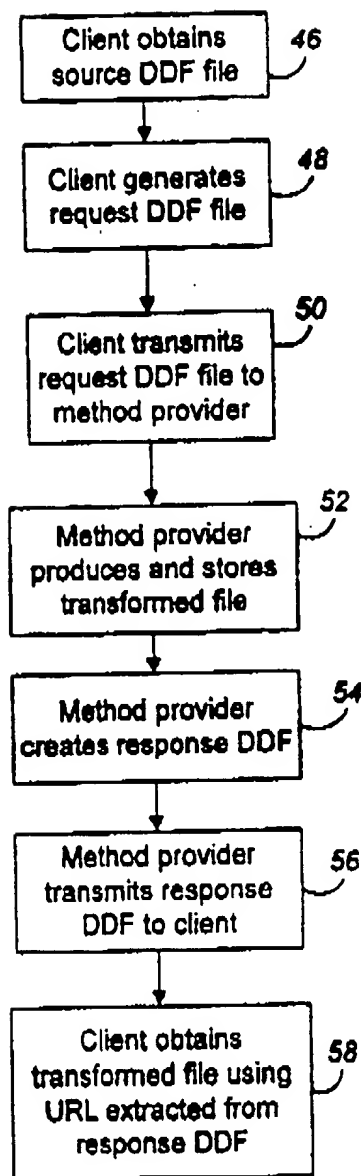 Client obtains
source DDF file
46
Client generates
request DDF file
48
50
Client transmits
request DDF file to
method provider
52
Method provider
produces and stores
transformed file
Method provider
creates response DDF
54
Method provider
transmits response
DDF to client
56
Client obtains
transformed file using
URL extracted from
response DDF
58